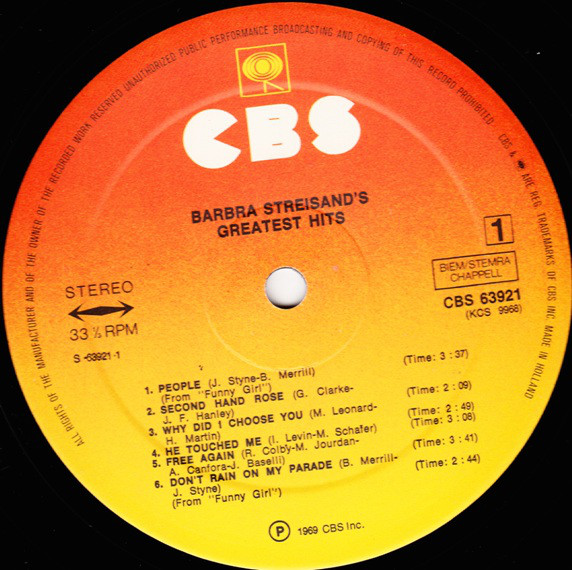 ALL RIGHTS OF THE MANUFACTURER AND OF THE OWNER OF THE RECORDED WORK RESERVED UNAUTHORIZED PUBLIC PERFORMANCE BROADCASTING AND COPYING OF THIS RECORD PROHIBITED CBS & ARE REG. TRADEMARKS OF CBS INC. MADE IN HOLLAND
CBS
BARBRA STREISAND'S
GREATEST HITS
1
BIEM/STEMRA
CHAPPELL
STEREO
33 ⅓ RPM
S -63921-1
CBS 63921
(KCS 9968)
1. PEOPLE (J. Styne-B. Merrill) (Time: 3 : 37)
(From "Funny Girl")
2. SECOND HAND ROSE (G. Clarke- (Time: 2 : 09)
J. F. Hanley)
3. WHY DID I CHOOSE YOU (M. Leonard- (Time: 2 : 49)
H. Martin)
4. HE TOUCHED ME (I. Levin-M. Schafer) (Time: 3 : 08)
5. FREE AGAIN (R. Colby-M. Jourdan- (Time: 3 : 41)
A. Canfora-J. Baselli)
6. DON'T RAIN ON MY PARADE (B. Merrill- (Time: 2 : 44)
J. Styne)
(From "Funny Girl")
℗ 1969 CBS Inc.